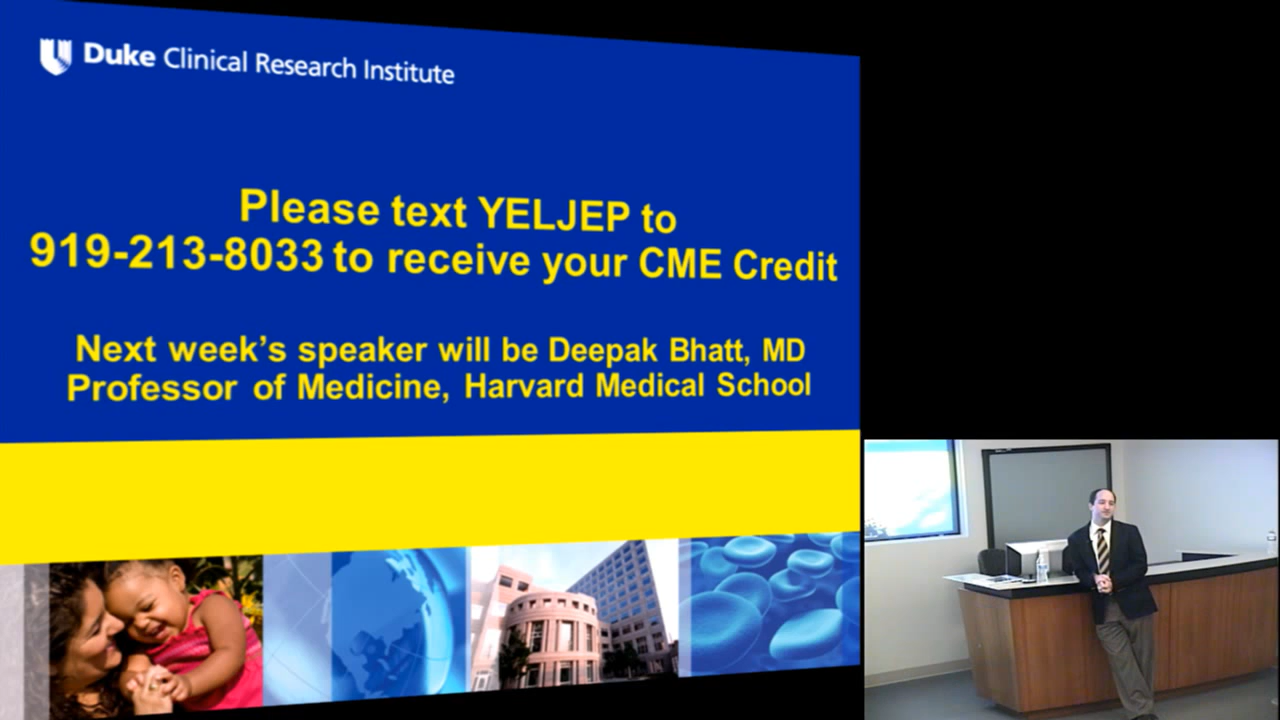 Duke Clinical Research Institute
Please text YELJEP to
919-213-8033 to receive your CME Credit
Next week's speaker will be Deepak Bhatt, MD
Professor of Medicine, Harvard Medical School